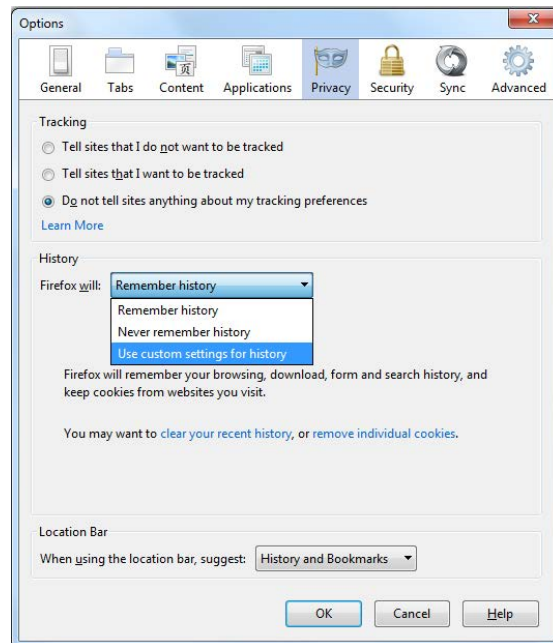 Options
General Tabs Content Applications Privacy Security Sync Advanced
Tracking
Tell sites that I do not want to be tracked
Tell sites that I want to be tracked
Do not tell sites anything about my tracking preferences
Learn More
History
Firefox will: Remember history
Remember history
Never remember history
Use custom settings for history
Firefox will remember your browsing, download, form and search history, and
keep cookies from websites you visit.
You may want to clear your recent history, or remove individual cookies.
Location Bar
When using the location bar, suggest: History and Bookmarks
OK Cancel Help